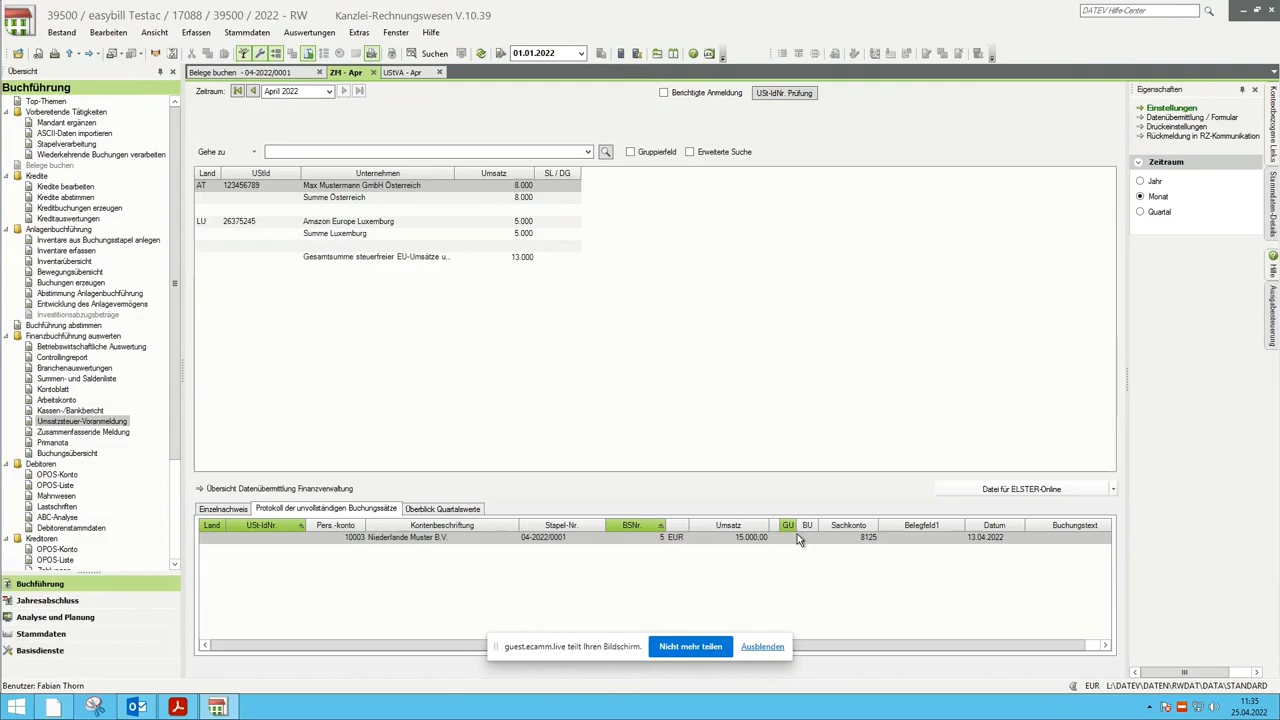 39500 / easybill Testac / 17088 / 39500 / 2022 - RW
Kanzlei-Rechnungswesen V.10.39
DATEV Hilfe-Center
Bestand Bearbeiten Ansicht Erfassen Stammdaten Auswertungen Extras Fenster Hilfe
Suchen 01.01.2022
Übersicht
Belege buchen - 04-2022/0001
ZM - Apr
UStVA - Apr
Buchführung
Top-Themen
Vorbereitende Tätigkeiten
Mandant ergänzen
ASCII-Daten importieren
Stapelverarbeitung
Wiederkehrende Buchungen verarbeiten
Belege buchen
Kredite
Kredite bearbeiten
Kredite abstimmen
Kreditbuchungen erzeugen
Kreditauswertungen
Anlagenbuchführung
Inventare aus Buchungsstapel anlegen
Inventare erfassen
Inventarübersicht
Bewegungsübersicht
Buchungen erzeugen
Abstimmung Anlagenbuchführung
Entwicklung des Anlagevermögens
Investitionsabzugsbeträge
Buchführung abstimmen
Finanzbuchführung auswerten
Betriebswirtschaftliche Auswertung
Controllingreport
Branchenauswertungen
Summen- und Saldenliste
Kontoblatt
Arbeitskonto
Kassen-/Bankbericht
Umsatzsteuer-Voranmeldung
Zusammenfassende Meldung
Primanota
Buchungsübersicht
Debitoren
OPOS-Konto
OPOS-Liste
Mahnwesen
Lastschriften
ABC-Analyse
Debitorenstammdaten
Kreditoren
OPOS-Konto
OPOS-Liste
Zahlungen
Buchführung
Jahresabschluss
Analyse und Planung
Stammdaten
Basisdienste
Zeitraum: April 2022
Berichtigte Anmeldung
USt-IdNr. Prüfung
Gehe zu
Gruppierfeld
Erweiterte Suche
Land UStId Unternehmen Umsatz SL / DG
AT 123456789 Max Mustermann GmbH Österreich 8.000
Summe Österreich 8.000
LU 26375245 Amazon Europe Luxemburg 5.000
Summe Luxemburg 5.000
Gesamtsumme steuerfreier EU-Umsätze u... 13.000
Übersicht Datenübermittlung Finanzverwaltung
Datei für ELSTER-Online
Einzelnachweis
Protokoll der unvollständigen Buchungssätze
Überblick Quartalswerte
Land USt-IdNr. Pers.-konto Kontenbeschriftung Stapel-Nr. BSNr. Umsatz GU BU Sachkonto Belegfeld1 Datum Buchungstext
10003 Niederlande Muster B.V. 04-2022/0001 5 EUR 15.000,00 8125 13.04.2022
guest.ecamm.live teilt Ihren Bildschirm.
Nicht mehr teilen
Ausblenden
Eigenschaften
Einstellungen
Datenübermittlung / Formular
Druckeinstellungen
Rückmeldung in RZ-Kommunikation
Zeitraum
Jahr
Monat
Quartal
Kontextbezogene Links
Stammdaten-Details
Hilfe
Ausgabesteuerung
Benutzer: Fabian Thorn
EUR L:\DATEV\DATEN\RWDAT\DATA\STANDARD
11:35
25.04.2022